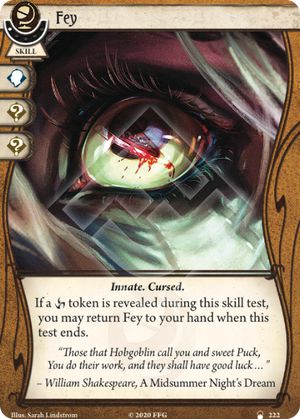 Fey
SKILL
?
?
Innate. Cursed.
If a token is revealed during this skill test,
you may return Fey to your hand when this
test ends.
“Those that Hobgoblin call you and sweet Puck,
You do their work, and they shall have good luck…”
– William Shakespeare, A Midsummer Night's Dream
Illus. Sarah Lindstrom
© 2020 FFG
222